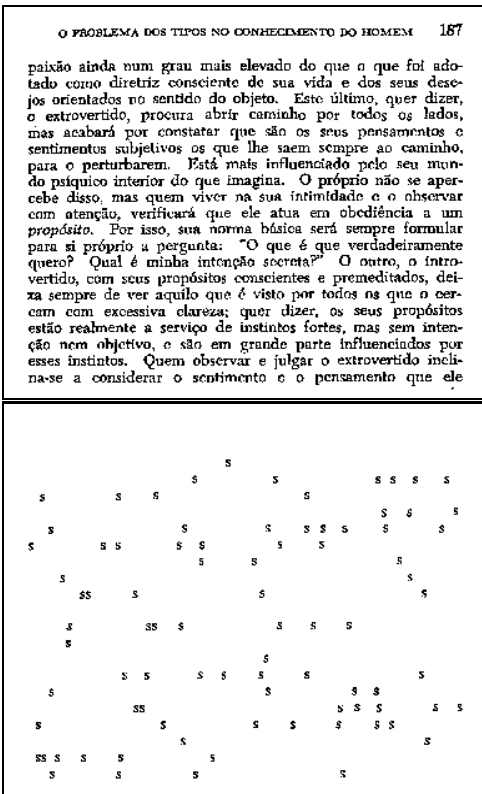 O PROBLEMA DOS TIPOS NO CONHECIMENTO DO HOMEM 187
paixão ainda num grau mais elevado do que o que foi ado-
tado como diretriz consciente de sua vida e dos seus dese-
jos orientados no sentido do objeto. Este último, quer dizer,
o extrovertido, procura abrir caminho por todos os lados,
mas acabará por constatar que são os seus pensamentos e
sentimentos subjetivos os que lhe saem sempre ao caminho,
para o perturbarem. Está mais influenciado pelo seu mun-
do psíquico interior do que imagina. O próprio não se aper-
cebe disso, mas quem viver na sua intimidade e o observar
com atenção, verificará que ele atua em obediência a um
propósito. Por isso, sua norma básica será sempre formular
para si próprio a pergunta: "O que é que verdadeiramente
quero? Qual é minha intenção secreta?" O outro, o intro-
vertido, com seus propósitos conscientes e premeditados, dei-
xa sempre de ver aquilo que é visto por todos os que o cer-
cam com excessiva clareza; quer dizer, os seus propósitos
estão realmente a serviço de instintos fortes, mas sem inten-
ção nem objetivo, e são em grande parte influenciados por
esses instintos. Quem observar e julgar o extrovertido incli-
na-se a considerar o sentimento e o pensamento que ele
s
s s s s s s
s s s s
s s s
s s s s s s s s
s s s s s s s
s s s
s s
ss s s s
s ss s s s s
s
s
s s s s s s s
s s s s
ss s s s s s
s s s s s s s
s s
ss s s s s
s s s s